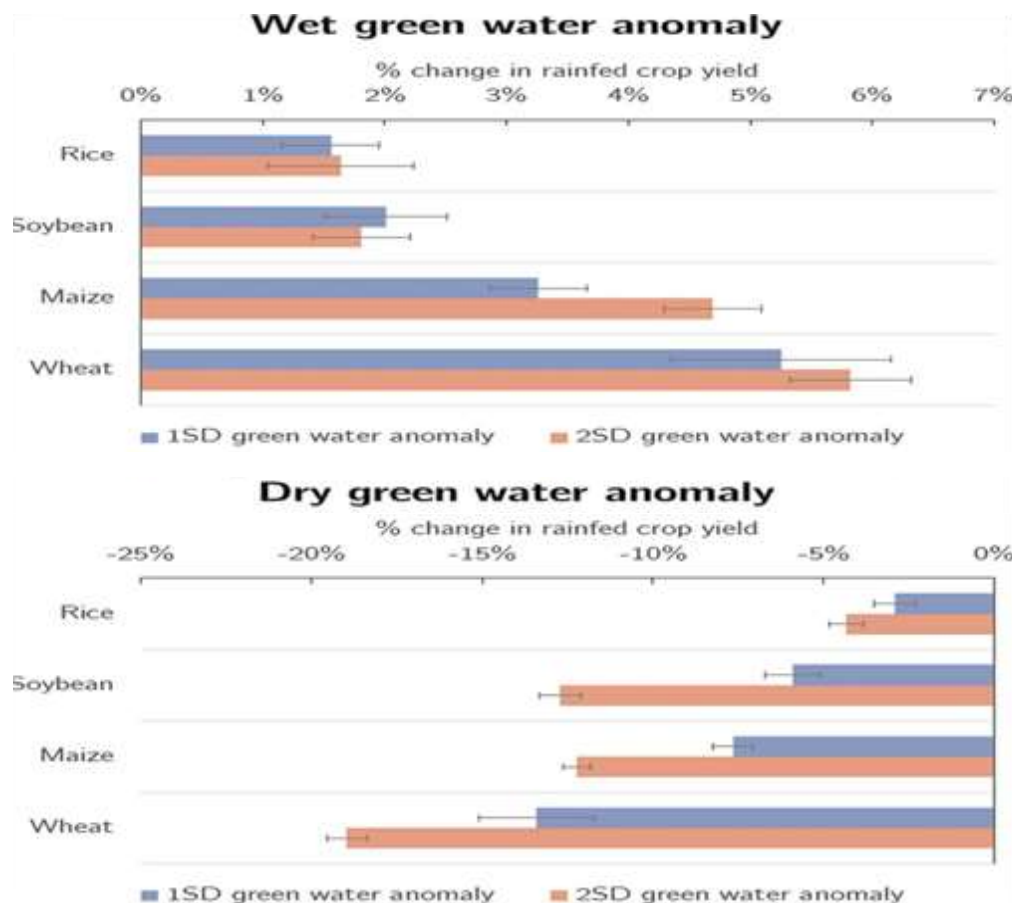 Wet green water anomaly
% change in rainfed crop yield
0% 1% 2% 3% 4% 5% 6% 7%
Rice
Soybean
Maize
Wheat
1SD green water anomaly 2SD green water anomaly
Dry green water anomaly
% change in rainfed crop yield
-25% -20% -15% -10% -5% 0%
Rice
Soybean
Maize
Wheat
1SD green water anomaly 2SD green water anomaly